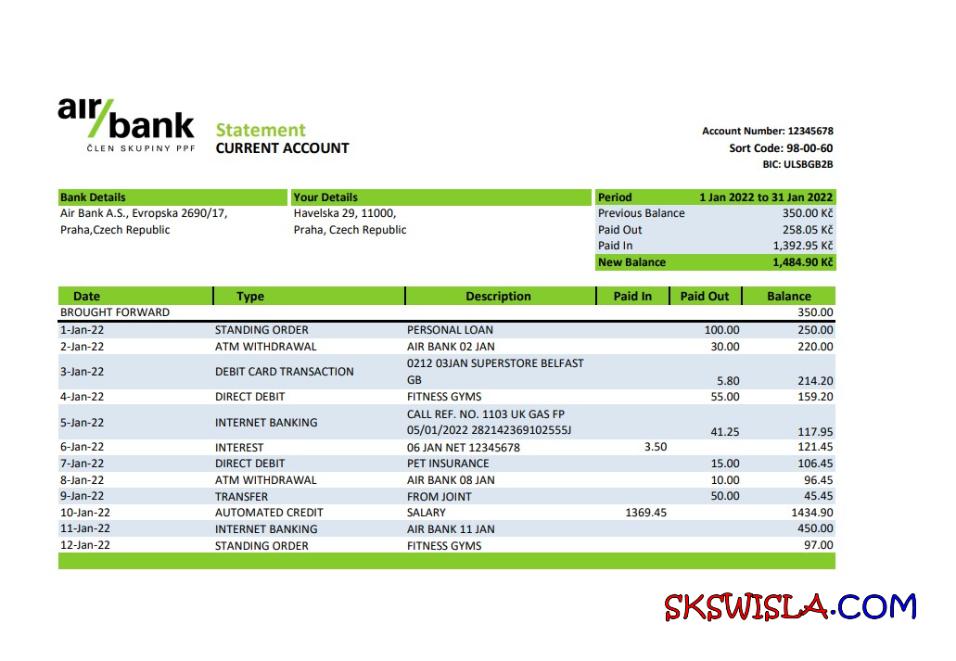 air bank
ČLEN SKUPINY PPF
Statement
CURRENT ACCOUNT
Account Number: 12345678
Sort Code: 98-00-60
BIC: ULSBGB2B
Bank Details
Air Bank A.S., Evropska 2690/17,
Praha,Czech Republic
Your Details
Havelska 29, 11000,
Praha, Czech Republic
Period 1 Jan 2022 to 31 Jan 2022
Previous Balance 350.00 Kč
Paid Out 258.05 Kč
Paid In 1,392.95 Kč
New Balance 1,484.90 Kč
Date Type Description Paid In Paid Out Balance
BROUGHT FORWARD 350.00
1-Jan-22 STANDING ORDER PERSONAL LOAN 100.00 250.00
2-Jan-22 ATM WITHDRAWAL AIR BANK 02 JAN 30.00 220.00
3-Jan-22 DEBIT CARD TRANSACTION 0212 03JAN SUPERSTORE BELFAST
GB 5.80 214.20
4-Jan-22 DIRECT DEBIT FITNESS GYMS 55.00 159.20
5-Jan-22 INTERNET BANKING CALL REF. NO. 1103 UK GAS FP
05/01/2022 282142369102555J 41.25 117.95
6-Jan-22 INTEREST 06 JAN NET 12345678 3.50 121.45
7-Jan-22 DIRECT DEBIT PET INSURANCE 15.00 106.45
8-Jan-22 ATM WITHDRAWAL AIR BANK 08 JAN 10.00 96.45
9-Jan-22 TRANSFER FROM JOINT 50.00 45.45
10-Jan-22 AUTOMATED CREDIT SALARY 1369.45 1434.90
11-Jan-22 INTERNET BANKING AIR BANK 11 JAN 450.00
12-Jan-22 STANDING ORDER FITNESS GYMS 97.00
SKSWISLA.COM